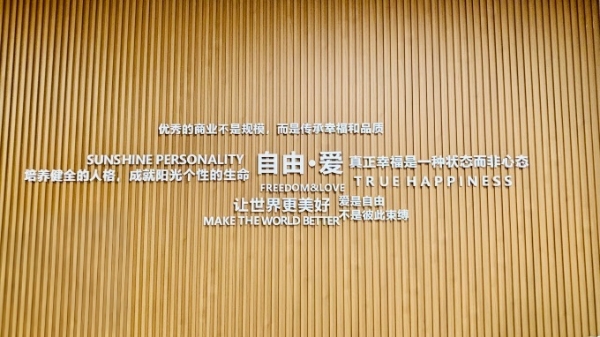 优秀的商业不是规模，而是传承幸福和品质
SUNSHINE PERSONALITY
培养健全的人格，成就阳光个性的生命
自由·爱
FREEDOM&LOVE
真正幸福是一种状态而非心态
TRUE HAPPINESS
让世界更美好
MAKE THE WORLD BETTER
爱是自由
不是彼此束缚